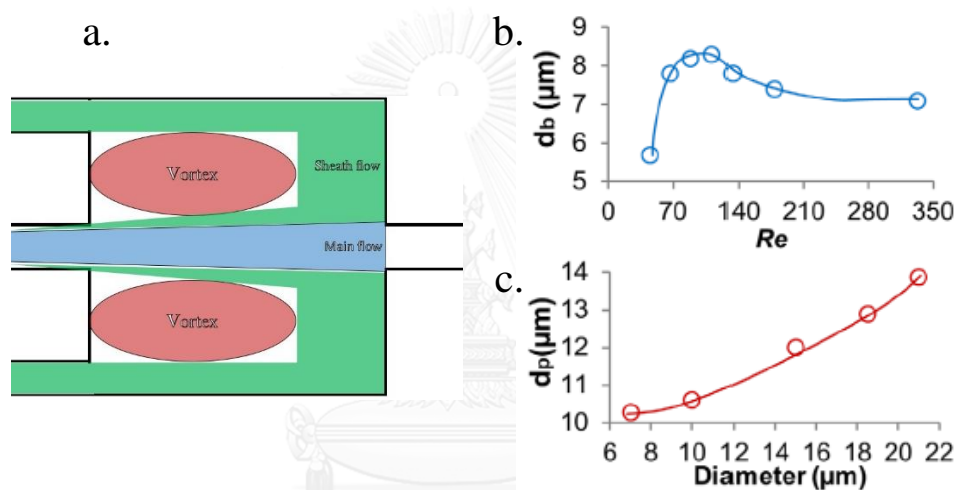 a.
Vortex
Sheath flow
Main flow
Vortex
b.
9
8
7
6
5
0 70 140 210 280 350
d_b (μm)
Re
c.
14
13
12
11
10
6 8 10 12 14 16 18 20 22
dp(μm)
Diameter (μm)